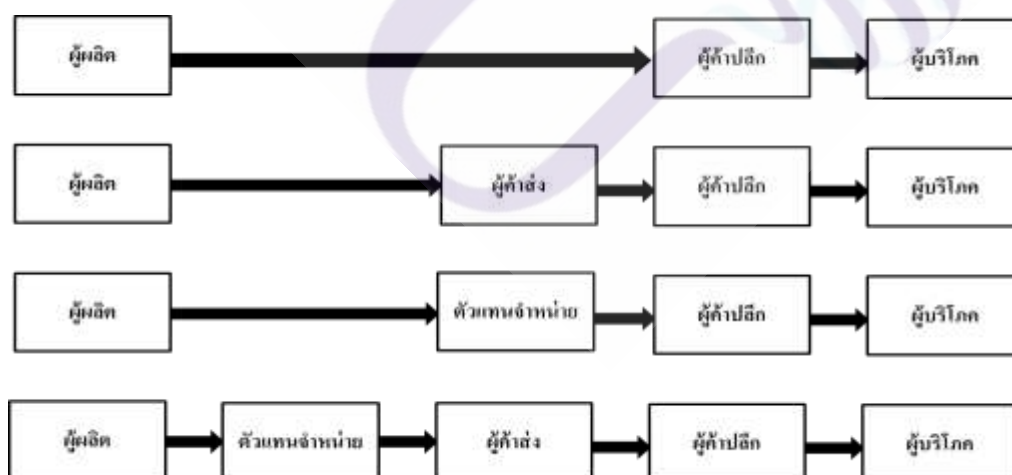 ผู้ผลิต ผู้ค้าปลีก ผู้บริโภค
ผู้ผลิต ผู้ค้าส่ง ผู้ค้าปลีก ผู้บริโภค
ผู้ผลิต ตัวแทนจำหน่าย ผู้ค้าปลีก ผู้บริโภค
ผู้ผลิต ตัวแทนจำหน่าย ผู้ค้าส่ง ผู้ค้าปลีก ผู้บริโภค